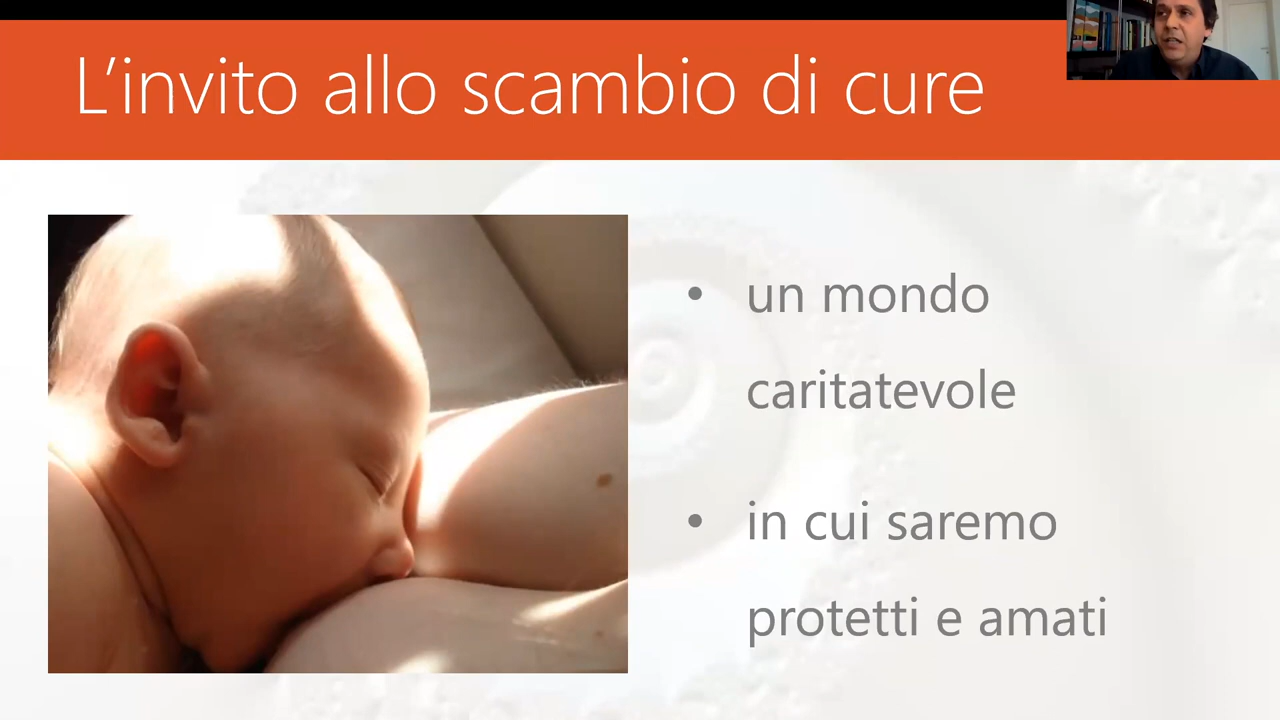 L’invito allo scambio di cure
• un mondo
caritatevole
• in cui saremo
protetti e amati